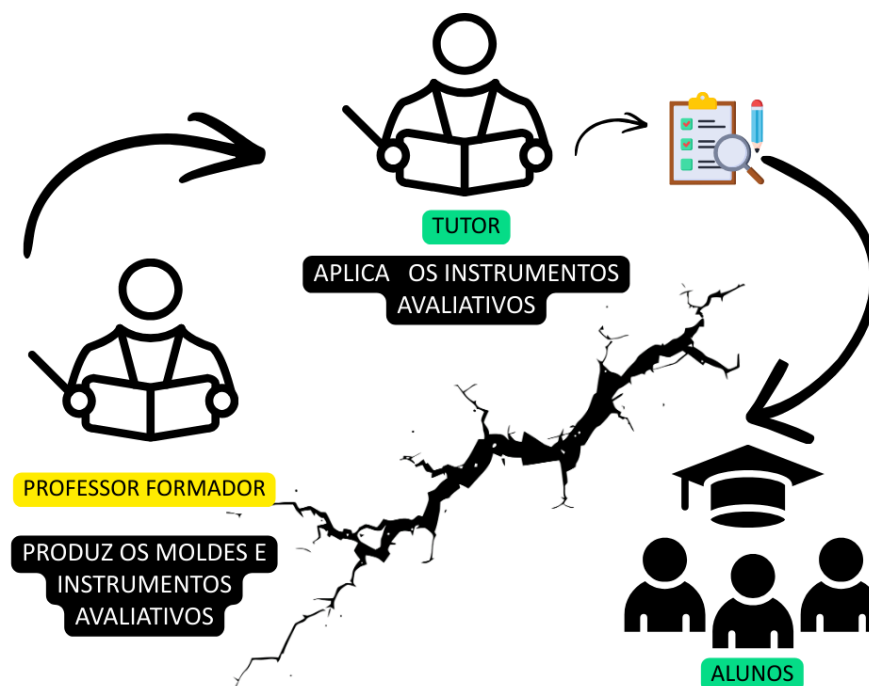 TUTOR
APLICA OS INSTRUMENTOS
AVALIATIVOS
PROFESSOR FORMADOR
PRODUZ OS MOLDES E
INSTRUMENTOS
AVALIATIVOS
ALUNOS